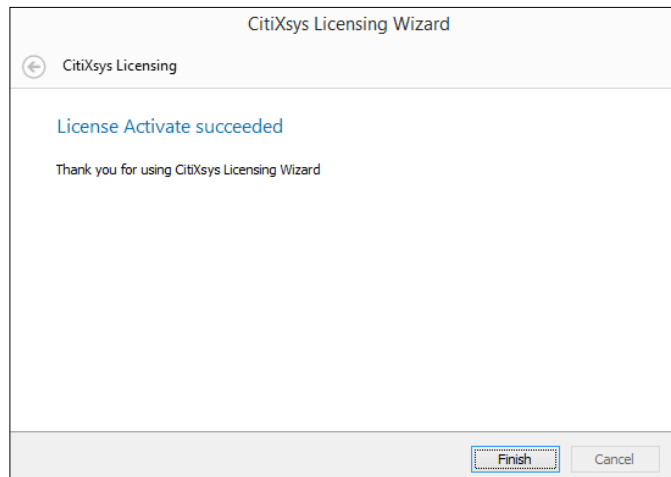 CitiXsys Licensing Wizard
CitiXsys Licensing
License Activate succeeded
Thank you for using CitiXsys Licensing Wizard
Finish Cancel